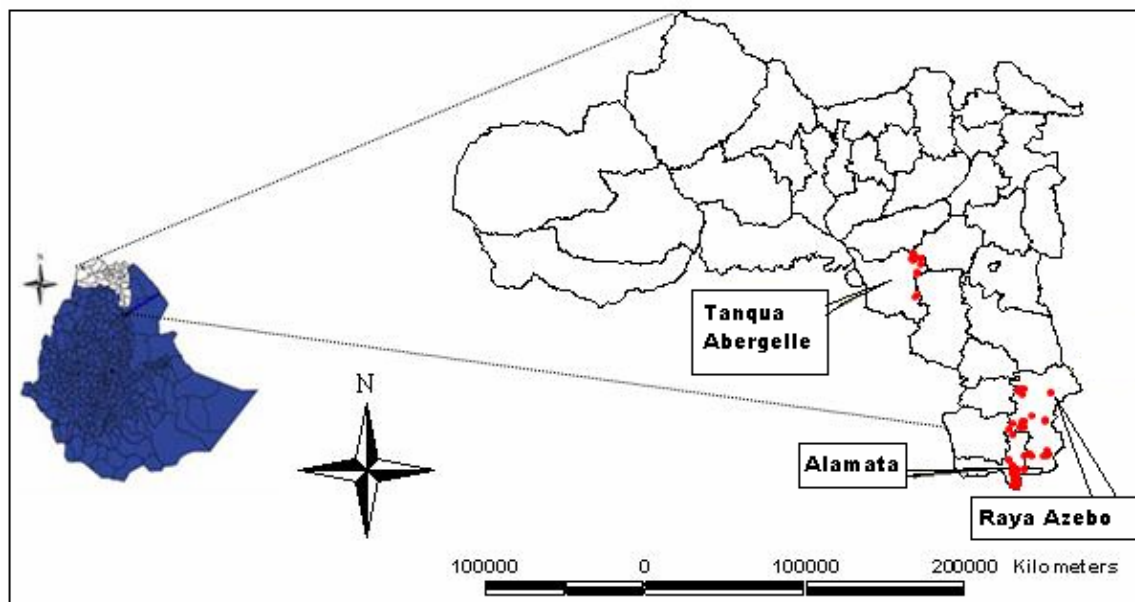 N
Tanqua
Abergelle
N
Alamata
Raya Azebo
100000 0 100000 200000 Kilometers